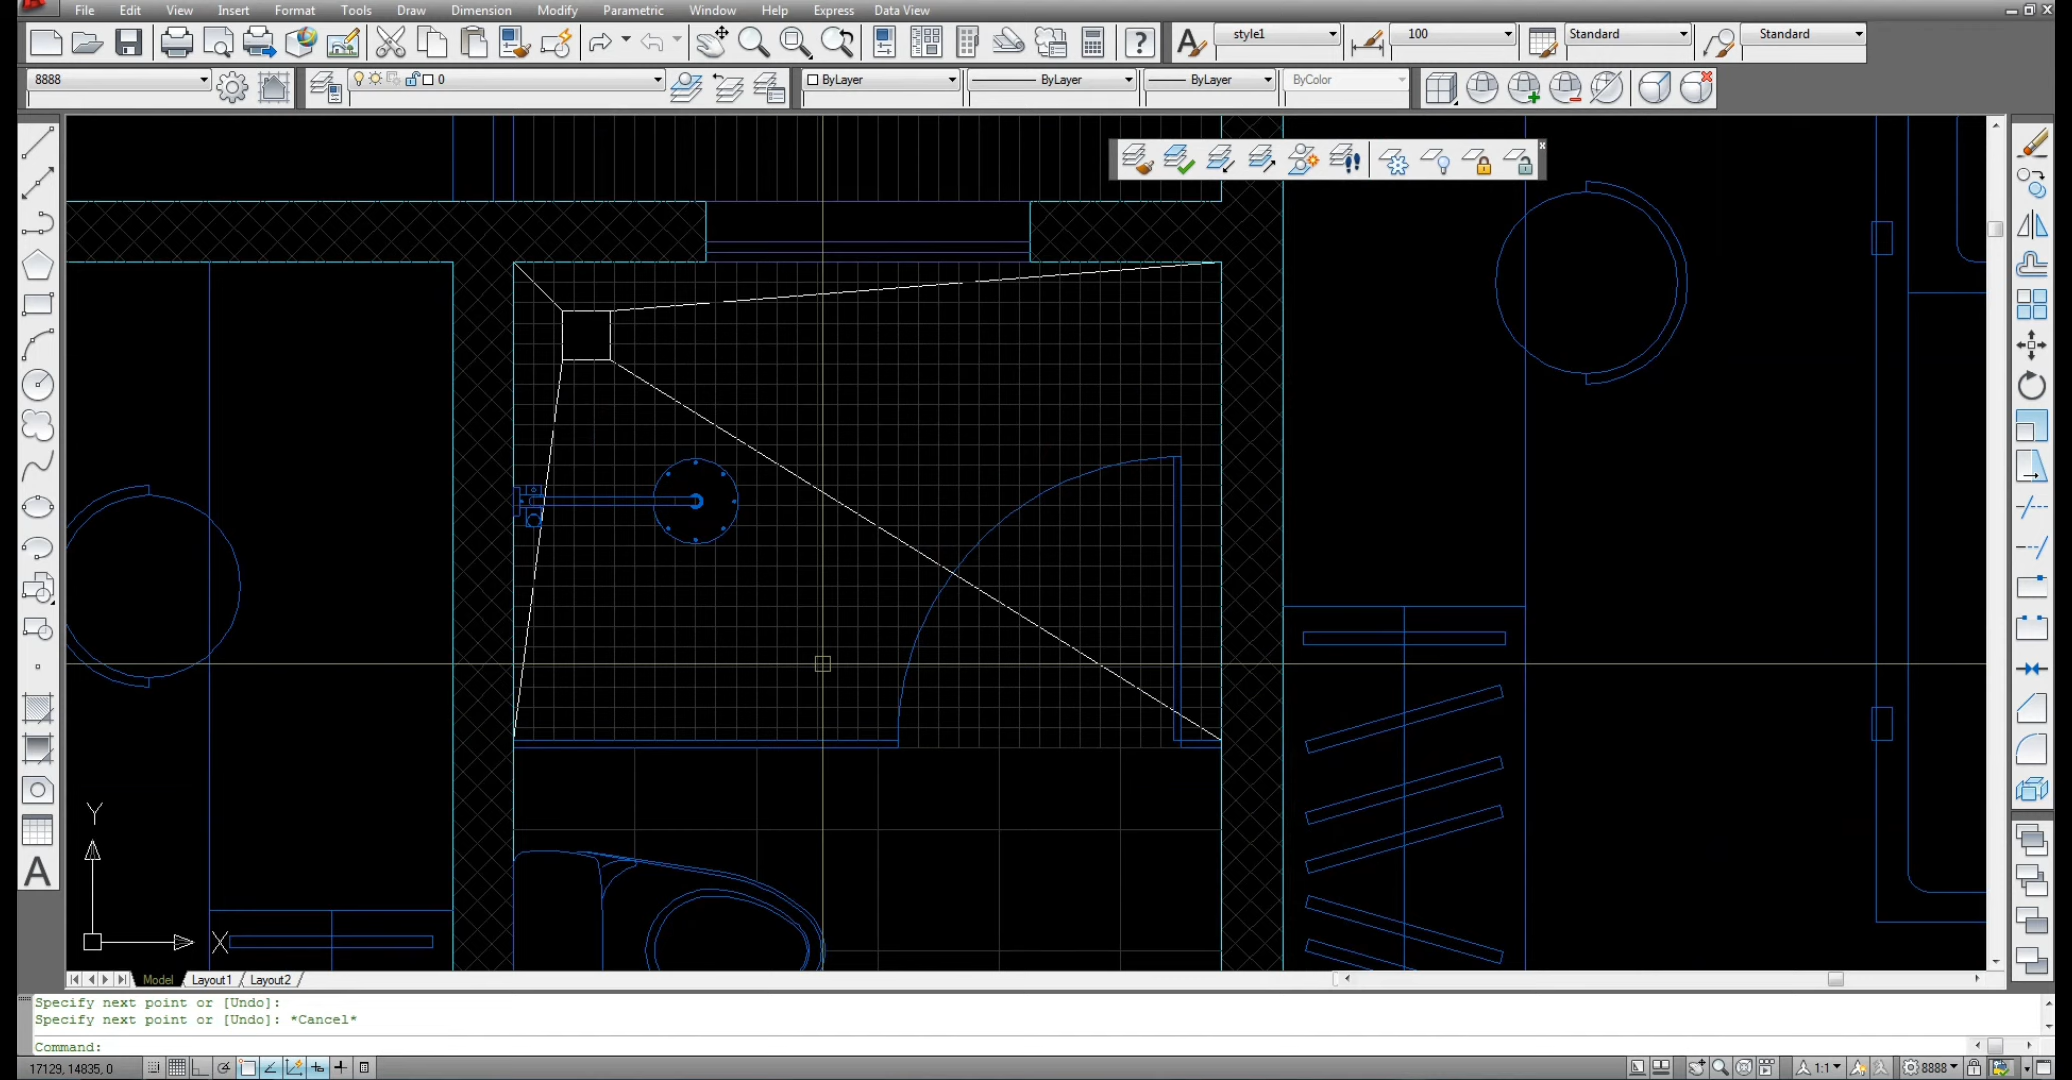 File Edit View Insert Format Tools Draw Dimension Modify Parametric Window Help Express Data View
style1 100 Standard Standard
8888 0 ByLayer ByLayer ByLayer ByColor
Y
X
Model Layout1 Layout2
Specify next point or [Undo]:
Specify next point or [Undo]: *Cancel*
Command:
17129, 14835, 0 1:1 8888